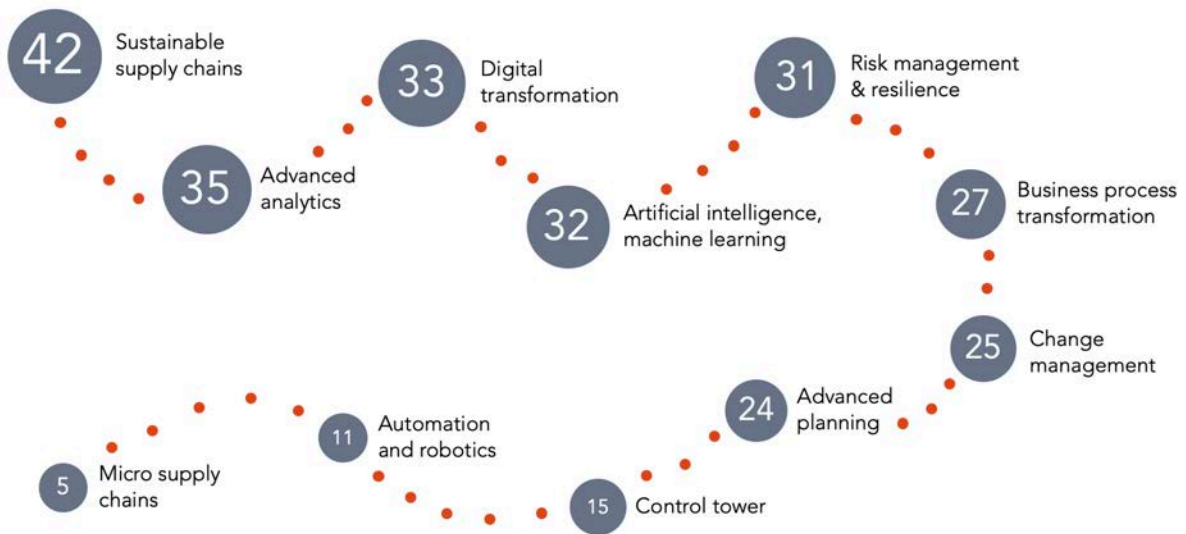 42
Sustainable
supply chains
35
Advanced
analytics
33
Digital
transformation
32
Artificial intelligence,
machine learning
31
Risk management
& resilience
27
Business process
transformation
25
Change
management
24
Advanced
planning
15
Control tower
11
Automation
and robotics
5
Micro supply
chains